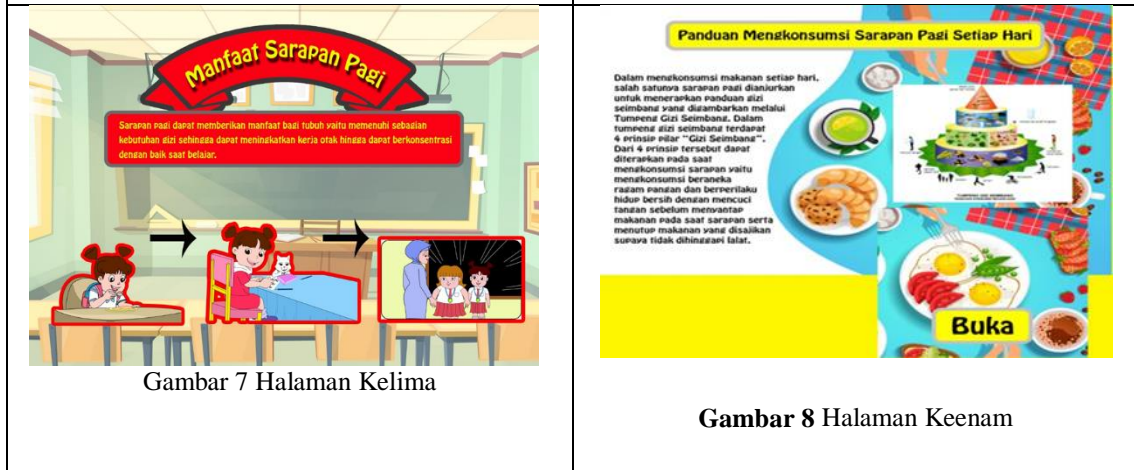 Manfaat Sarapan Pagi
Sarapan pagi dapat memberikan manfaat bagi tubuh yaitu memenuhi sebagian
kebutuhan gizi sehingga dapat meningkatkan kerja otak hingga dapat berkonsentrasi
dengan baik saat belajar.
Gambar 7 Halaman Kelima
Panduan Mengkonsumsi Sarapan Pagi Setiap Hari
Dalam mengkonsumsi makanan setiap hari,
salah satunya sarapan pagi dianjurkan
untuk menerapkan panduan gizi
seimbang yang digambarkan melalui
Tumpeng Gizi Seimbang. Dalam
tumpeng gizi seimbang terdapat
4 prinsip pilar "Gizi Seimbang".
Dari 4 prinsip tersebut dapat
diterapkan pada saat
mengkonsumsi sarapan yaitu
mengkonsumsi beraneka
ragam pangan dan berperilaku
hidup bersih dengan mencuci
tangan sebelum menyantap
makanan pada saat sarapan serta
menutup makanan yang disajikan
supaya tidak dihinggapi lalat.
TUMPENG GIZI SEIMBANG
Buka
Gambar 8 Halaman Keenam